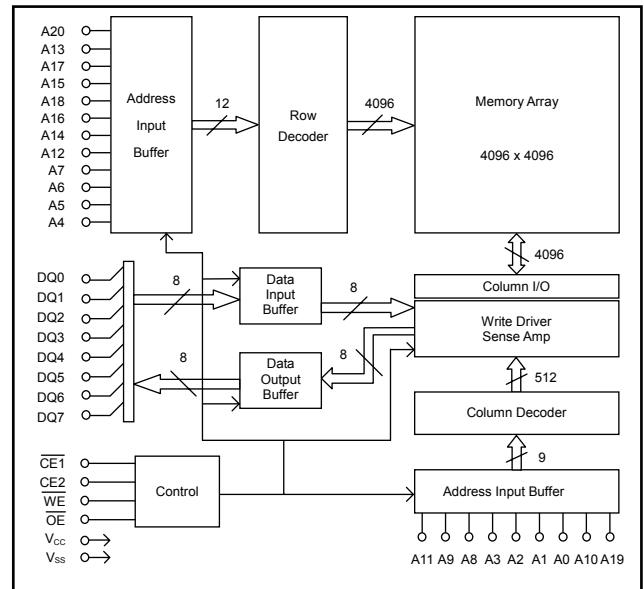 A20
A13
A17
A15
A18
A16
A14
A12
A7
A6
A5
A4
Address
Input
Buffer
12
Row
Decoder
4096
Memory Array
4096 x 4096
4096
DQ0
DQ1
DQ2
DQ3
DQ4
DQ5
DQ6
DQ7
8
Data
Input
Buffer
8
Column I/O
Write Driver
Sense Amp
8
Data
Output
Buffer
8
512
Column Decoder
9
C̅E̅1̅
CE2
W̅E̅
O̅E̅
Vcc
Vss
Control
Address Input Buffer
A11 A9 A8 A3 A2 A1 A0 A10 A19